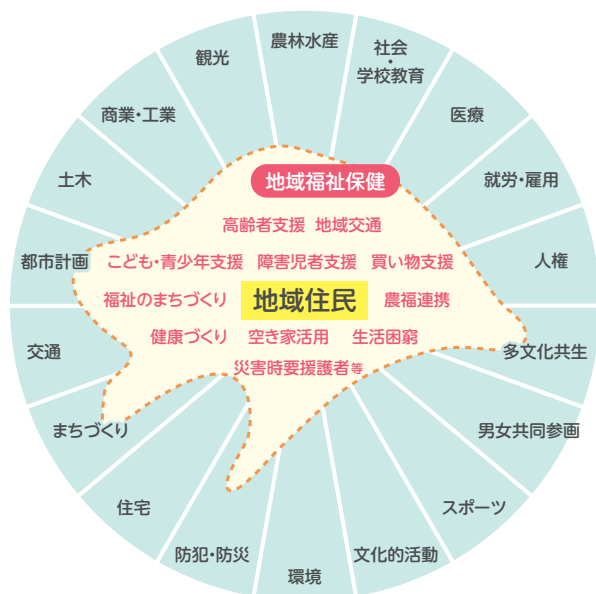 農林水産
社会
・
学校教育
医療
就労・雇用
人権
多文化共生
男女共同参画
スポーツ
文化的活動
環境
防犯・防災
住宅
まちづくり
交通
都市計画
土木
商業・工業
観光
地域福祉保健
高齢者支援 地域交通
こども・青少年支援 障害児者支援 買い物支援
福祉のまちづくり 地域住民 農福連携
健康づくり 空き家活用 生活困窮
災害時要援護者等